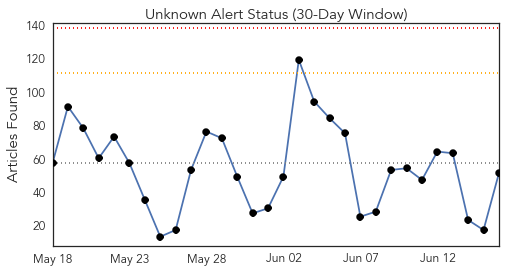 Unknown Alert Status (30-Day Window)
140
120
100
80
60
40
20
Articles Found
May 18 May 23 May 28 Jun 02 Jun 07 Jun 12